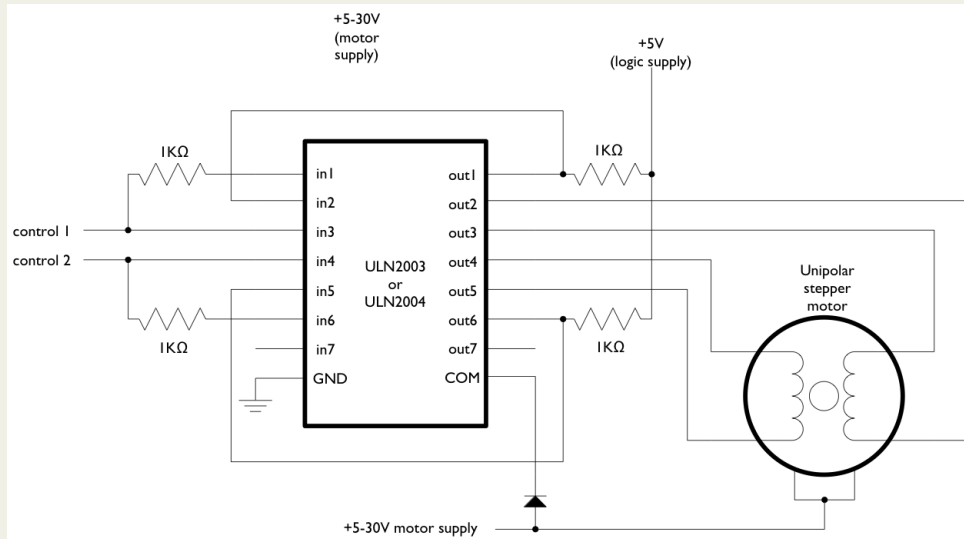 +5-30V
(motor
supply)
+5V
(logic supply)
1KΩ
1KΩ
in1
out1
in2
out2
control 1
in3
out3
control 2
in4
out4
ULN2003
or
ULN2004
Unipolar
stepper
motor
in5
out5
in6
out6
1KΩ
1KΩ
in7
out7
GND
COM
+5-30V motor supply